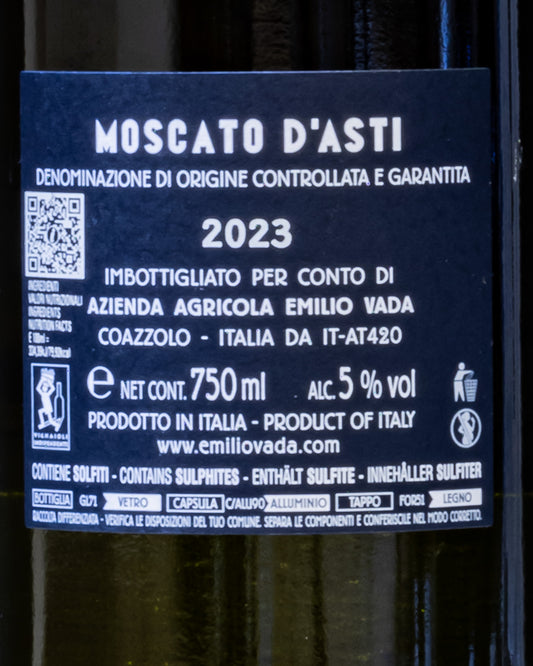 MOSCATO D'ASTI
DENOMINAZIONE DI ORIGINE CONTROLLATA E GARANTITA
2023
INGREDIENTI
VALORI NUTRIZIONALI
INGREDIENTS
NUTRITION FACTS
E 100ml =
IMBOTTIGLIATO PER CONTO DI
AZIENDA AGRICOLA EMILIO VADA
COAZZOLO - ITALIA DA IT-AT420
e NET CONT. 750 ml ALC. 5 % vol
VIGNAIOLI
INDIPENDENTI
PRODOTTO IN ITALIA - PRODUCT OF ITALY
www.emiliovada.com
CONTIENE SOLFITI - CONTAINS SULPHITES - ENTHÄLT SULFITE - INNEHÅLLER SULFITER
BOTTIGLIA GL71 VETRO CAPSULA C/ALU90 ALLUMINIO TAPPO FOR51 LEGNO
RACCOLTA DIFFERENZIATA - VERIFICA LE DISPOSIZIONI DEL TUO COMUNE. SEPARA LE COMPONENTI E CONFERISCILE NEL MODO CORRETTO.